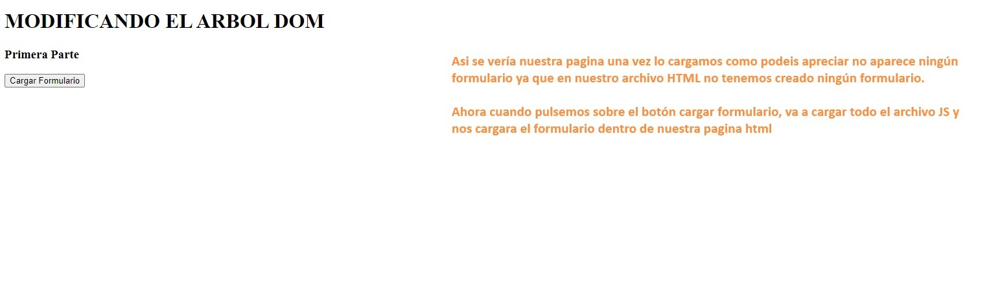 MODIFICANDO EL ARBOL DOM
Primera Parte
Cargar Formulario
Asi se vería nuestra pagina una vez lo cargamos como podeis apreciar no aparece ningún
formulario ya que en nuestro archivo HTML no tenemos creado ningún formulario.
Ahora cuando pulsemos sobre el botón cargar formulario, va a cargar todo el archivo JS y
nos cargara el formulario dentro de nuestra pagina html